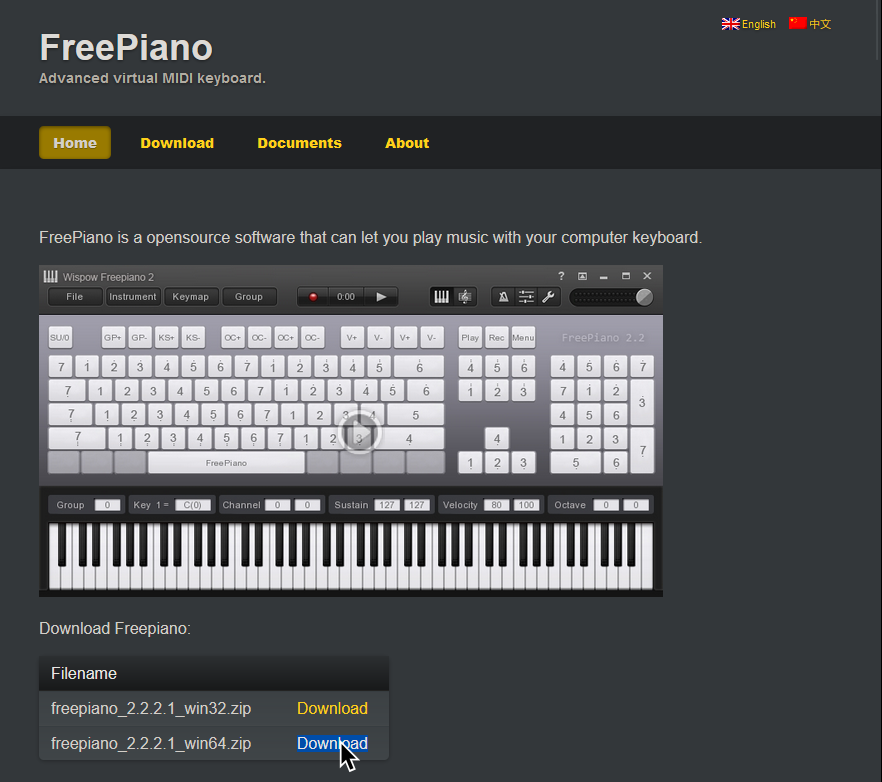 English 中文
FreePiano
Advanced virtual MIDI keyboard.
Home Download Documents About
FreePiano is a opensource software that can let you play music with your computer keyboard.
Wispow Freepiano 2 ?
File Instrument Keymap Group 0:00
SU/0 GP+ GP- KS+ KS- OC+ OC- OC+ OC- V+ V- V+ V- Play Rec Menu FreePiano 2.2
7 1 2 3 4 5 6 7 1 2 3 4 5 6 4 5 6 4 5 6 7
7 1 2 3 4 5 6 7 1 2 3 4 5 6 1 2 3 7 1 2 3
7 1 2 3 4 5 6 7 1 2 3 4 5 4 5 6
7 1 2 3 4 5 6 7 1 2 3 4 4 1 2 3 7
FreePiano 1 2 3 5 6
Group 0 Key 1 = C(0) Channel 0 0 Sustain 127 127 Velocity 80 100 Octave 0 0
Download Freepiano:
Filename
freepiano_2.2.2.1_win32.zip Download
freepiano_2.2.2.1_win64.zip Download